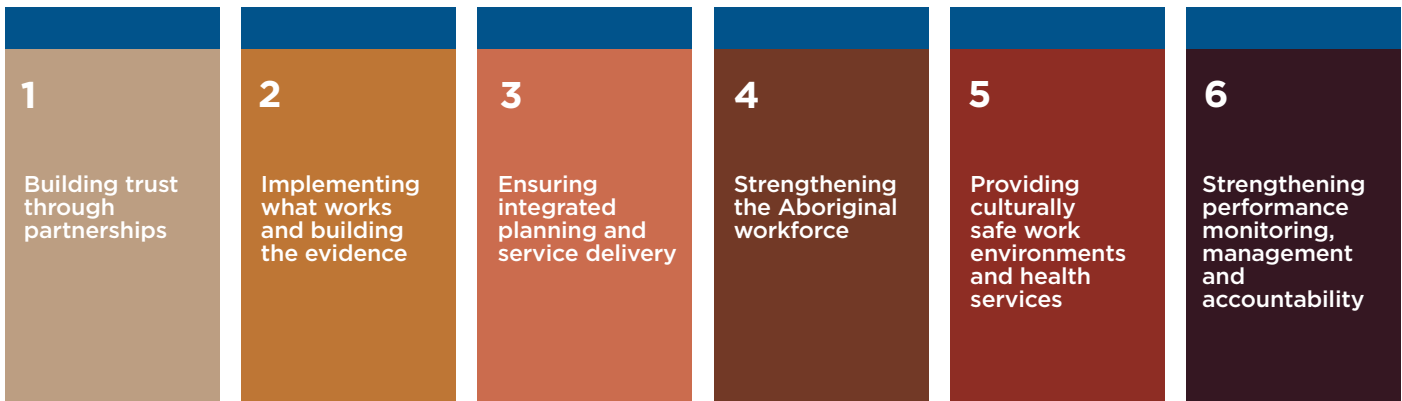 1
Building trust
through
partnerships
2
Implementing
what works
and building
the evidence
3
Ensuring
integrated
planning and
service delivery
4
Strengthening
the Aboriginal
workforce
5
Providing
culturally
safe work
environments
and health
services
6
Strengthening
performance
monitoring,
management
and
accountability